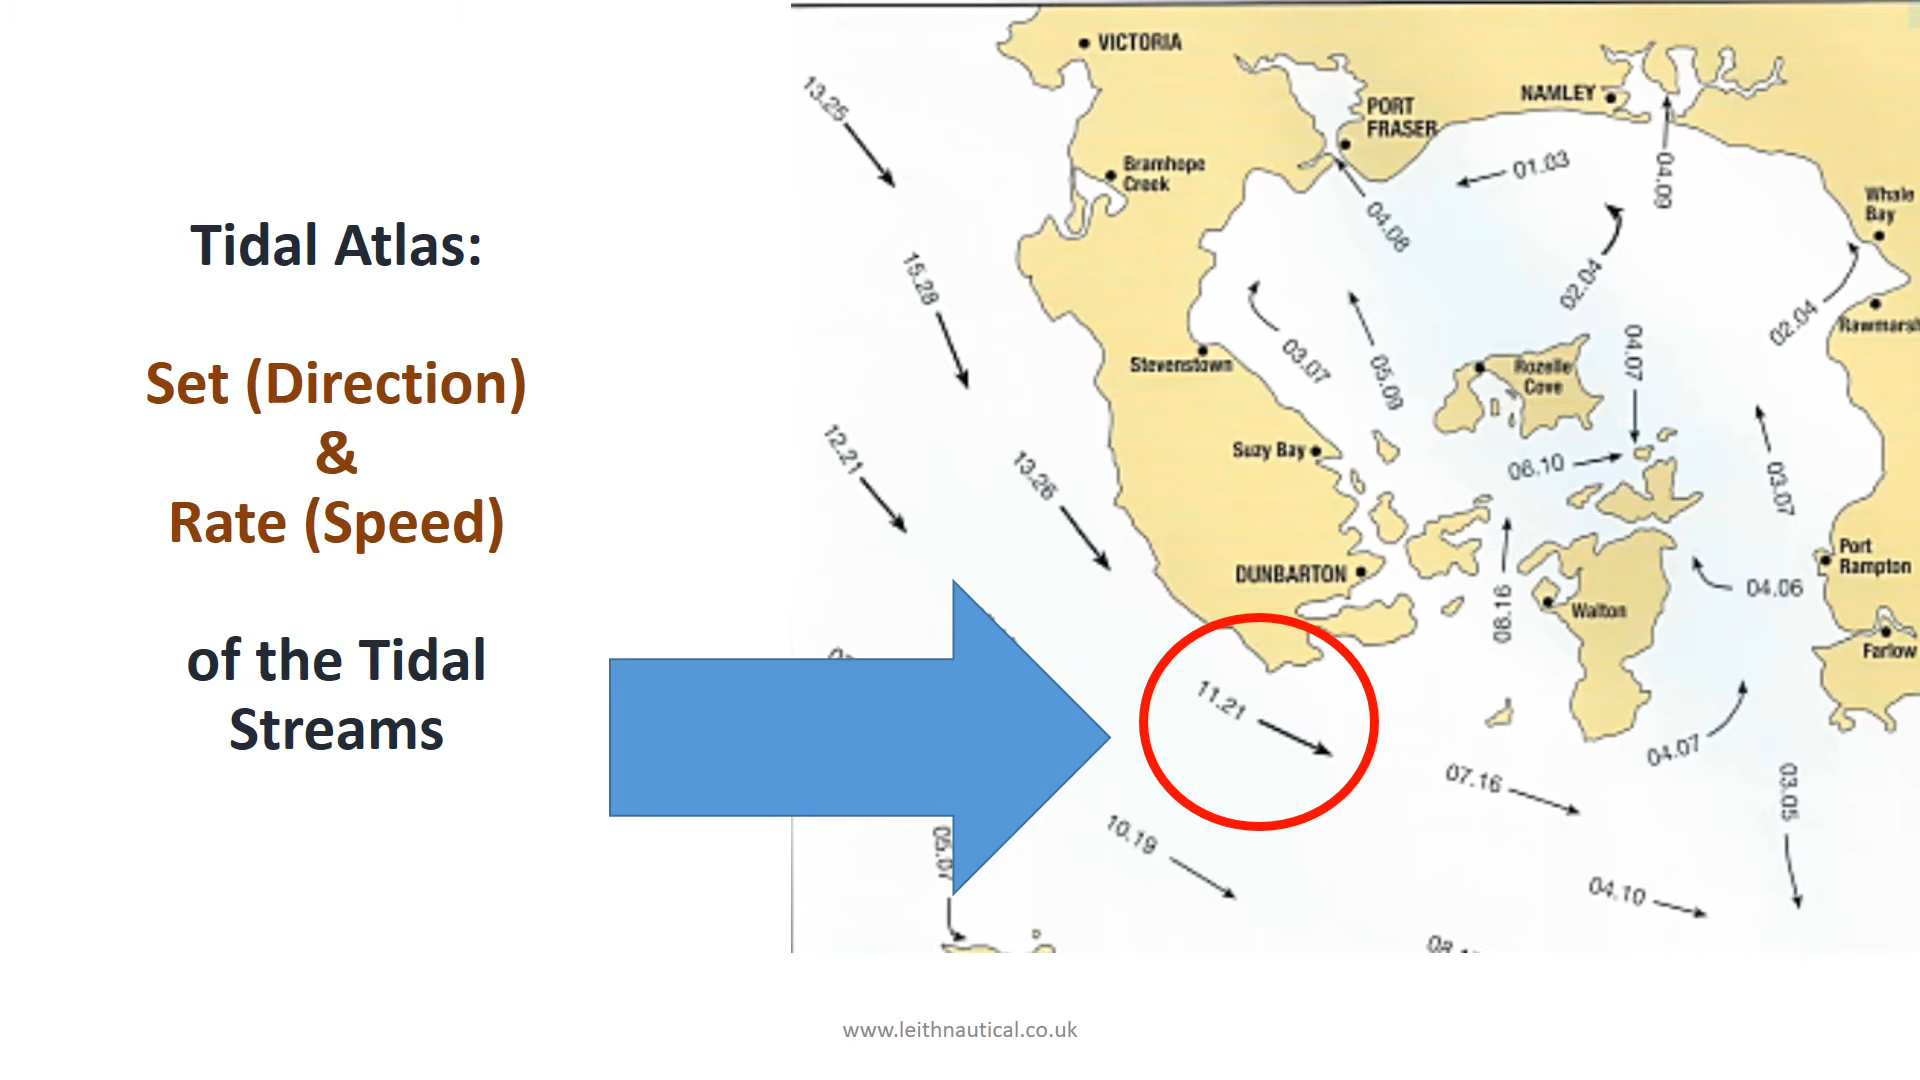 Tidal Atlas:
Set (Direction)
&
Rate (Speed)
of the Tidal
Streams
VICTORIA
13.25
PORT
FRASER
NAMLEY
Bramhope
Creek
01.03
04.09
Whale
Bay
04.08
15.28
02.04
02.04
Rawmarsh
Stevenstown
03.07
05.09
Rozelle
Cove
04.07
12.21
13.26
Suzy Bay
06.10
03.07
DUNBARTON
08.16
Walton
04.06
Port
Rampton
Farlow
11.21
07.16
04.07
03.05
10.19
05.07
04.10
www.leithnautical.co.uk